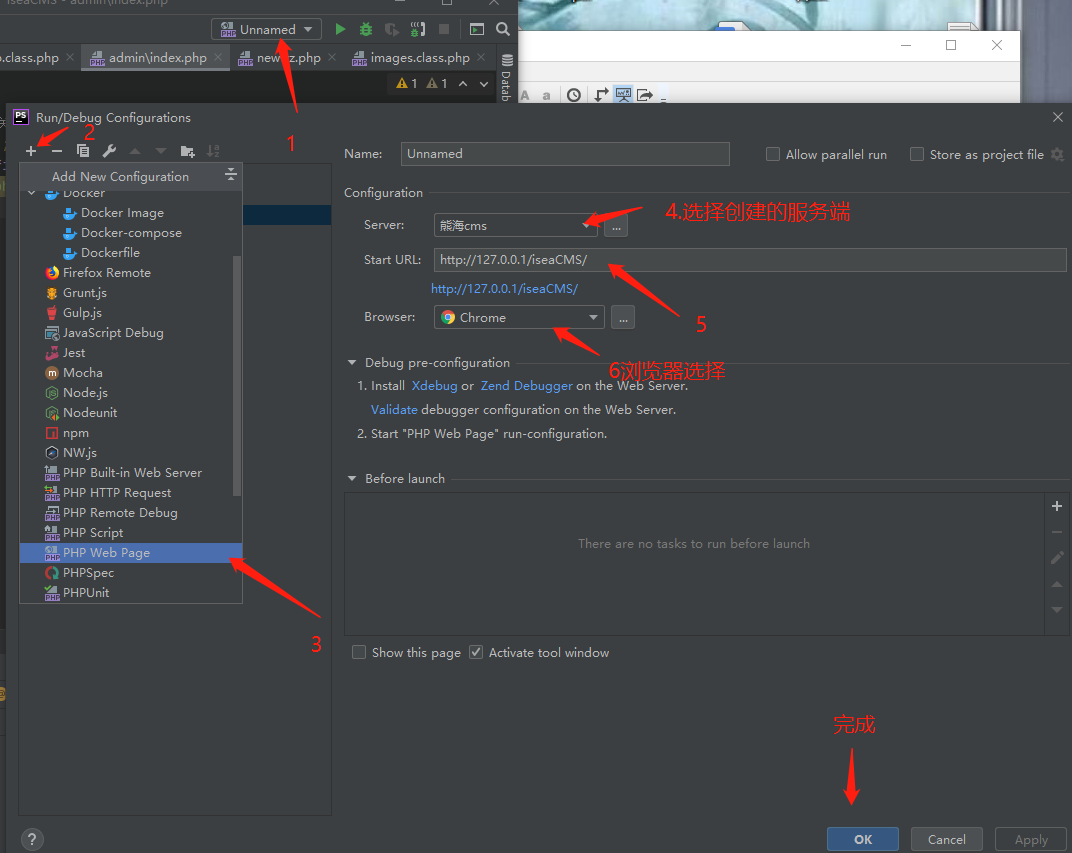 iseaCMS - admin\index.php
Unnamed
.class.php
admin\index.php
images.class.php
1 1
Datab
A a
Run/Debug Configurations
1
2
Add New Configuration
Docker
Docker Image
Docker-compose
Dockerfile
Firefox Remote
Grunt.js
Gulp.js
JavaScript Debug
Jest
Mocha
Node.js
Nodeunit
npm
NW.js
PHP Built-in Web Server
PHP HTTP Request
PHP Remote Debug
PHP Script
PHP Web Page
PHPSpec
PHPUnit
3
Name: Unnamed
Allow parallel run
Store as project file
Configuration
Server: 熊海cms ...
4.选择创建的服务端
Start URL: http://127.0.0.1/iseaCMS/
http://127.0.0.1/iseaCMS/
5
Browser: Chrome ...
6浏览器选择
Debug pre-configuration
1. Install Xdebug or Zend Debugger on the Web Server.
Validate debugger configuration on the Web Server.
2. Start "PHP Web Page" run-configuration.
Before launch
There are no tasks to run before launch
Show this page
Activate tool window
完成
?
OK
Cancel
Apply